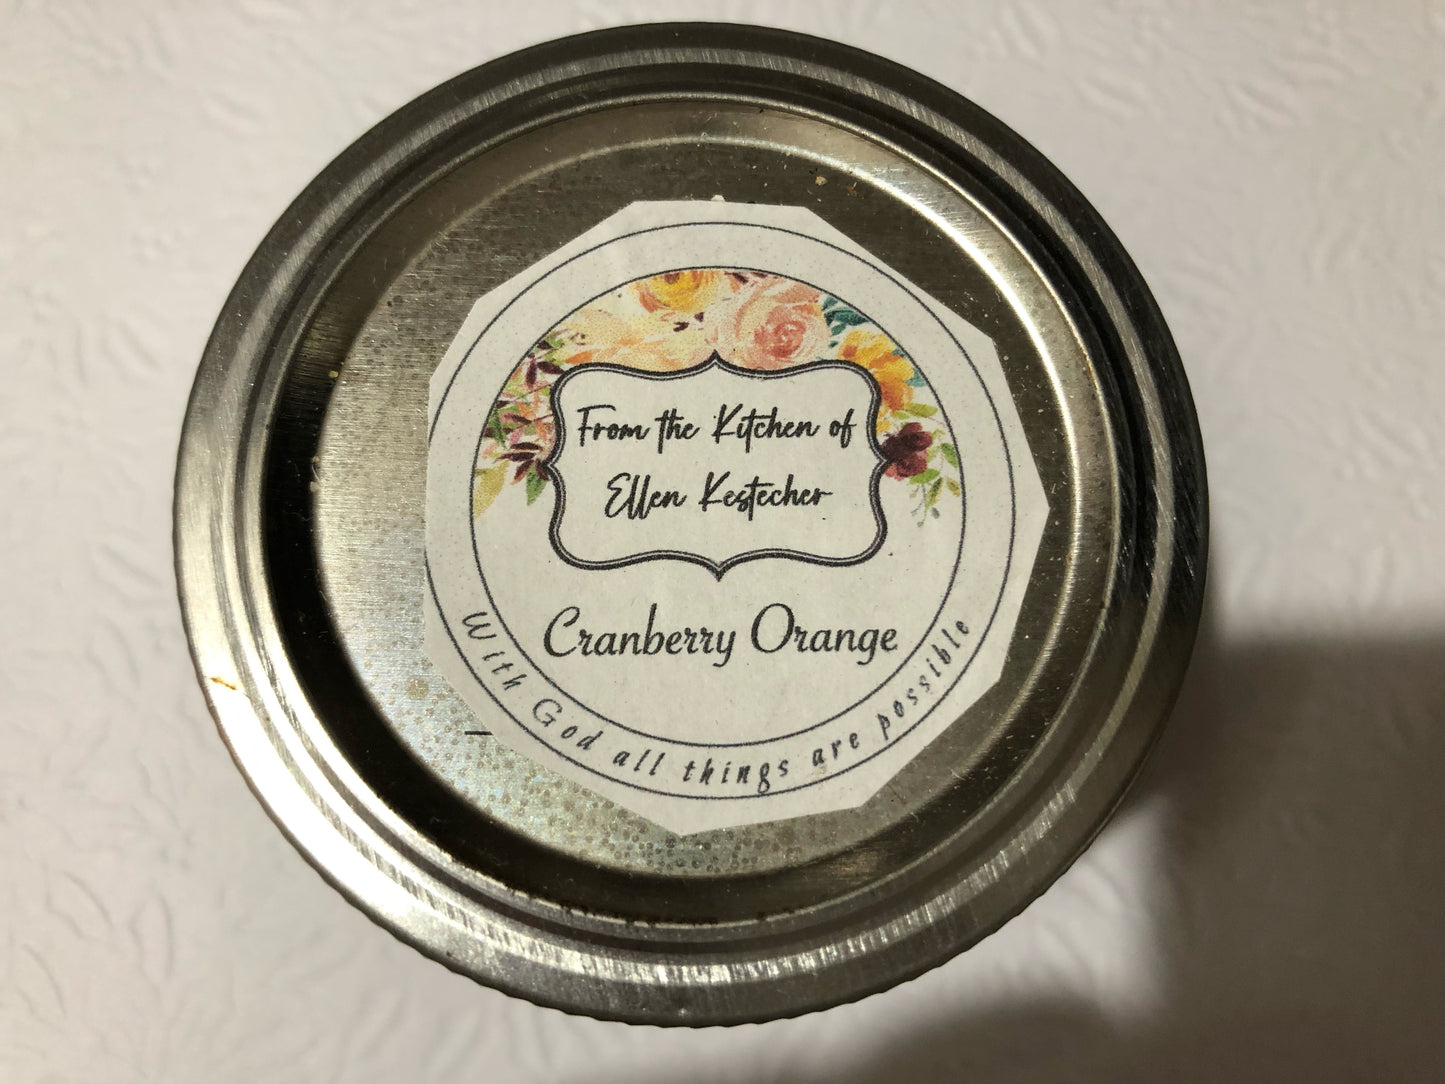 From the Kitchen of
Ellen Kestecher
Cranberry Orange
With God all things are possible